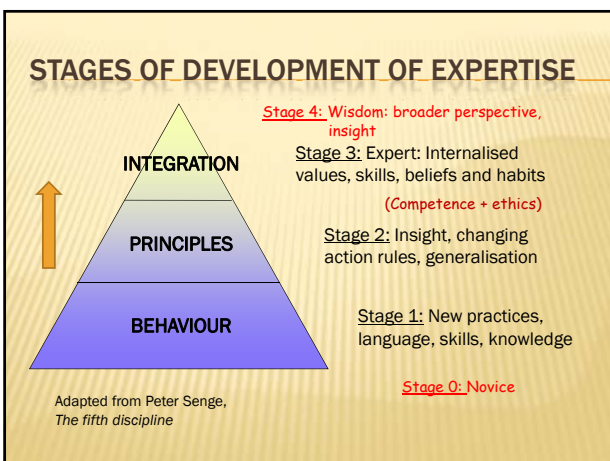 STAGES OF DEVELOPMENT OF EXPERTISE
Stage 4: Wisdom: broader perspective,
insight
INTEGRATION
Stage 3: Expert: Internalised
values, skills, beliefs and habits
(Competence + ethics)
PRINCIPLES
Stage 2: Insight, changing
action rules, generalisation
BEHAVIOUR
Stage 1: New practices,
language, skills, knowledge
Stage 0: Novice
Adapted from Peter Senge,
The fifth discipline